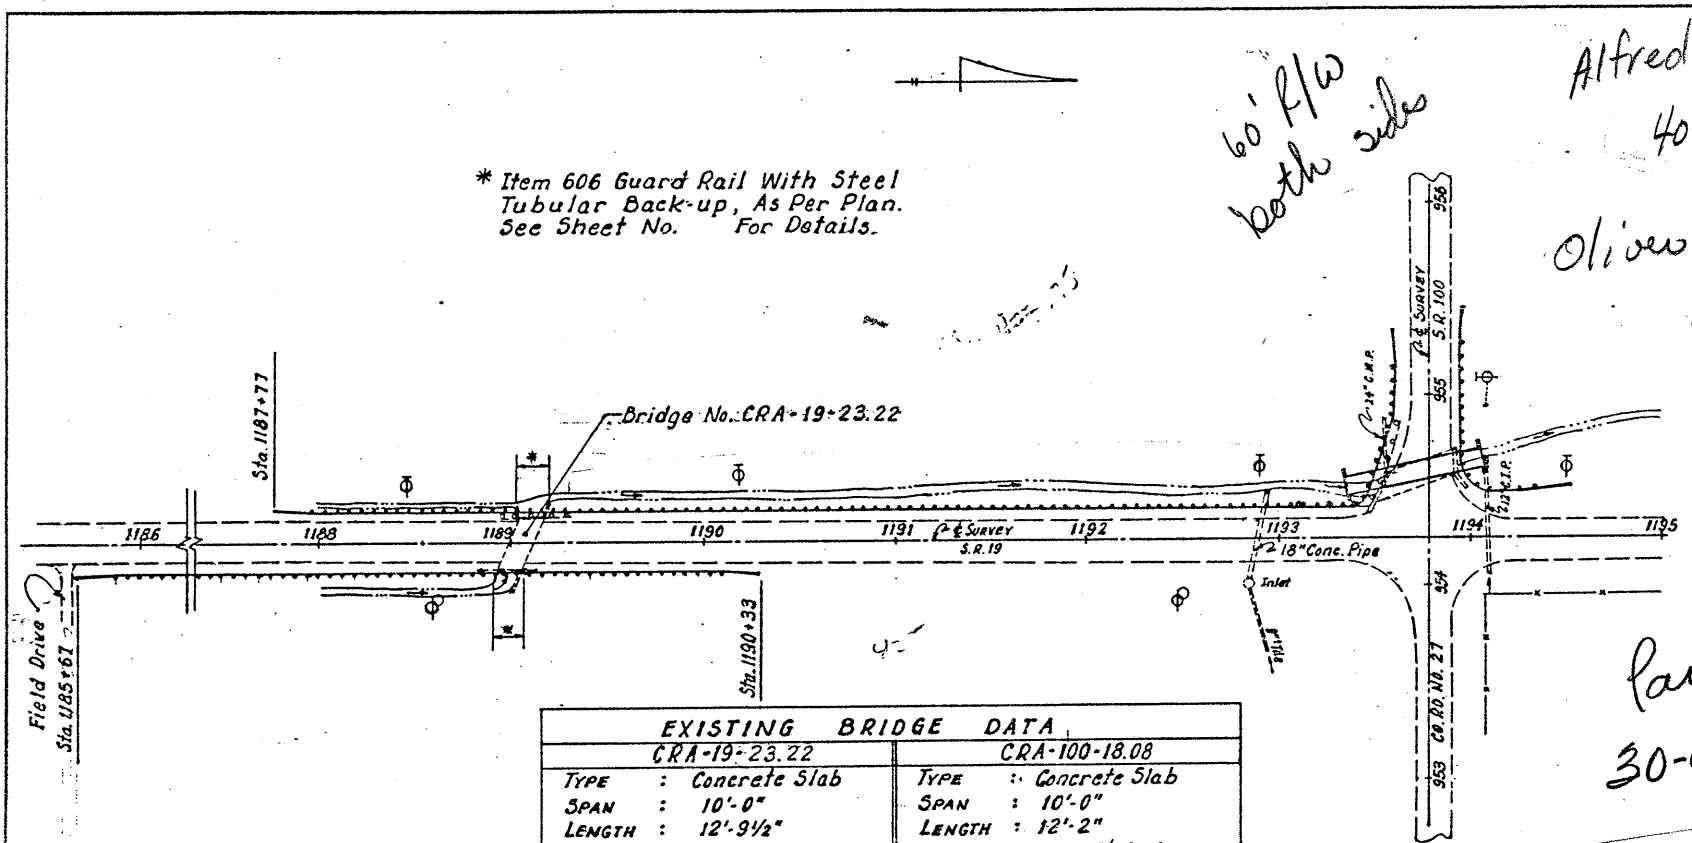 60' R/W
both sides
Alfred
40
Oliver
* Item 606 Guard Rail With Steel
Tubular Back-up, As Per Plan.
See Sheet No.    For Details.
956
℄ SURVEY
S.R. 100
955
24" C.M.P.
Sta. 1187+77
Bridge No. CRA-19-23.22
*
1186
1188
1189
1190
1191
℄ SURVEY
S.R. 19
1192
1193
1194
1195
18" Conc. Pipe
Inlet
8" Tile
954
*
Field Drive
Sta. 1185+67
Sta. 1190+33
CO. RD. NO. 27
953
30-
EXISTING BRIDGE DATA
CRA-19-23.22    CRA-100-18.08
TYPE : Concrete Slab    TYPE : Concrete Slab
SPAN : 10'-0"    SPAN : 10'-0"
LENGTH : 12'-9½"    LENGTH : 12'-2"